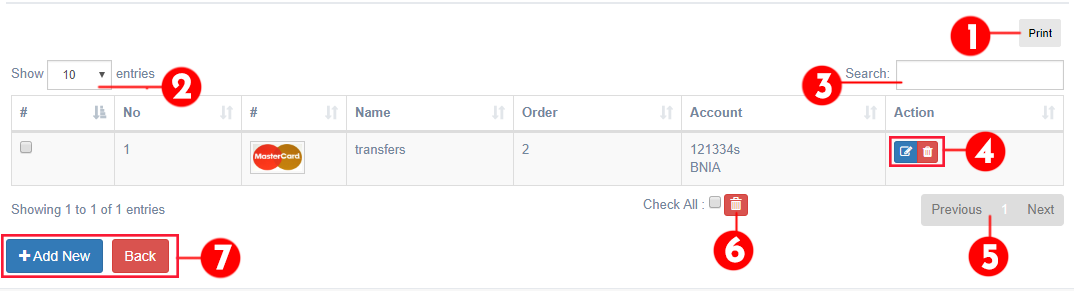 1 Print
Show 10 entries 2 Search: 3
# No # Name Order Account Action
1 MasterCard transfers 2 121334s 4
BNIA
Showing 1 to 1 of 1 entries Check All : Previous 1 Next
6 5
+ Add New Back 7